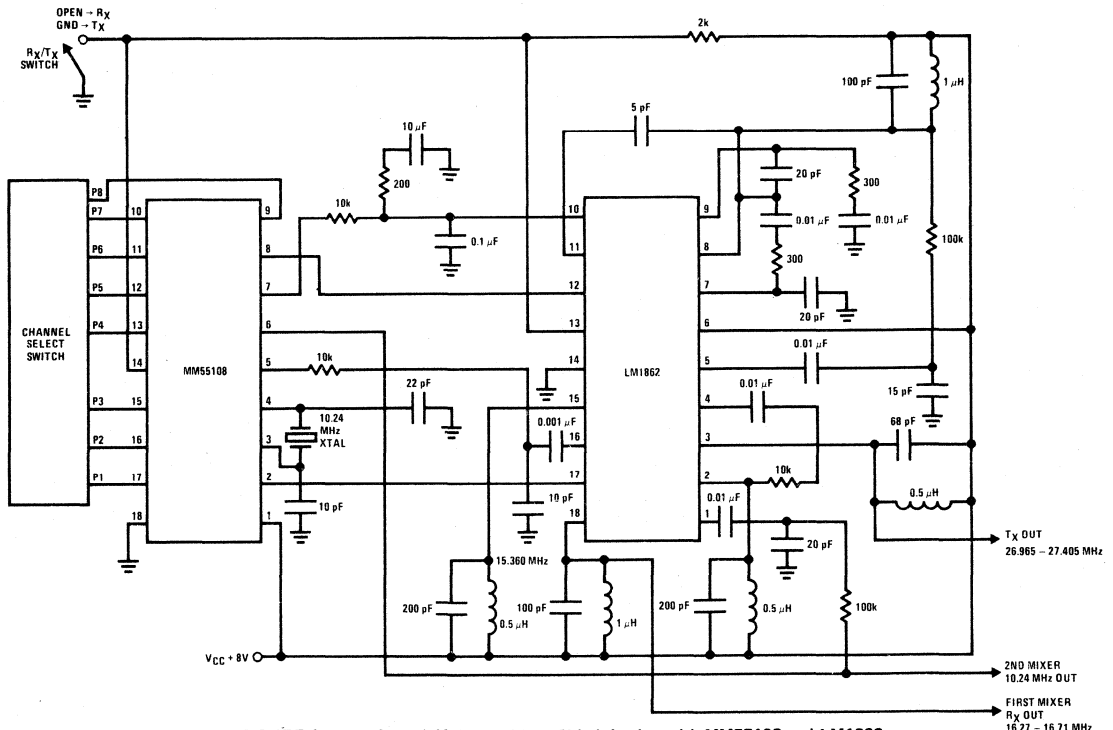 OPEN → RX
GND → TX
RX/TX
SWITCH
2k
100 pF
1 µH
5 pF
10 µF
200
10k
0.1 µF
20 pF
300
0.01 µF
0.01 µF
300
20 pF
100k
CHANNEL
SELECT
SWITCH
P8
P7
P6
P5
P4
P3
P2
P1
10
11
12
13
14
15
16
17
18
MM55108
9
8
7
6
5
4
3
2
1
10k
22 pF
10.24
MHz
XTAL
10 pF
0.001 µF
10 pF
10
11
12
13
14
15
16
17
18
LM1862
9
8
7
6
5
4
3
2
1
0.01 µF
15 pF
0.01 µF
68 pF
10k
0.5 µH
0.01 µF
20 pF
TX OUT
26.965 – 27.405 MHz
15.360 MHz
200 pF
0.5 µH
100 pF
1 µH
200 pF
0.5 µH
100k
VCC + 8V
2ND MIXER
10.24 MHz OUT
FIRST MIXER
RX OUT
16.27 – 16.71 MHz